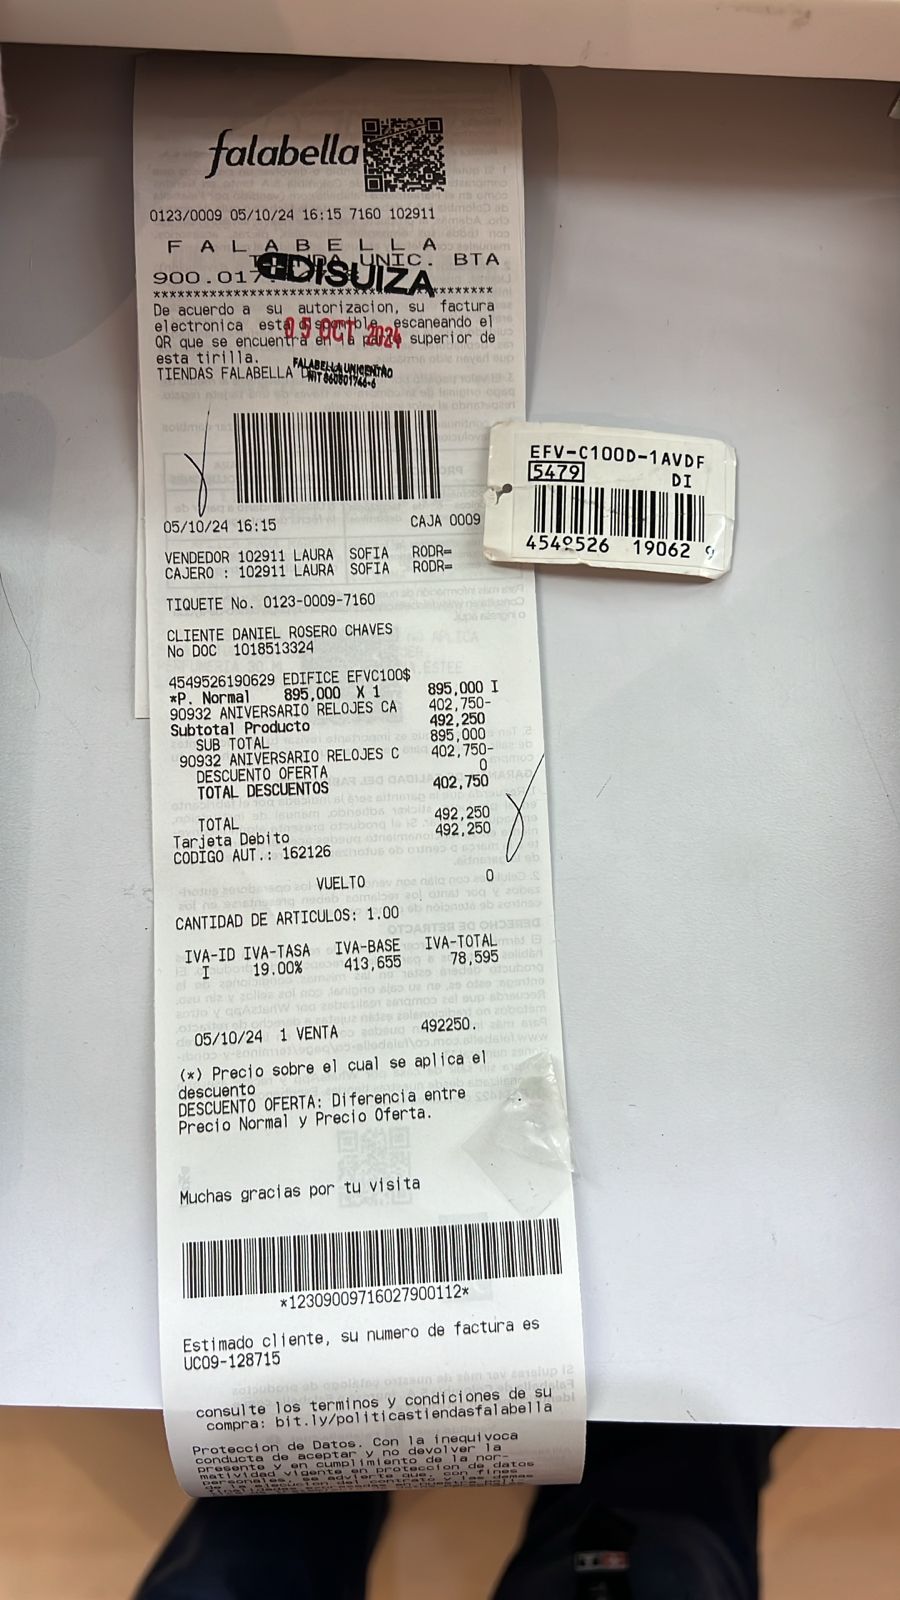 falabella
0123/0009 05/10/24 16:15 7160 102911
F A L A B E L L A
UNIC. BTA
900.017
DISUIZA
*****************************************
De acuerdo a su autorizacion, su factura
electronica esta disponible, escaneando el
QR que se encuentra en la parte superior de
esta tirilla.
05 OCT 2024
TIENDAS FALABELLA
FALABELLA UNICENTRO
NIT 860801746-6
05/10/24 16:15 CAJA 0009
VENDEDOR 102911 LAURA SOFIA RODR=
CAJERO : 102911 LAURA SOFIA RODR=
TIQUETE No. 0123-0009-7160
CLIENTE DANIEL ROSERO CHAVES
No DOC 1018513324
4549526190629 EDIFICE EFVC100$
*P. Normal 895,000 X 1 895,000 I
90932 ANIVERSARIO RELOJES CA 402,750-
Subtotal Producto 492,250
SUB TOTAL 895,000
90932 ANIVERSARIO RELOJES C 402,750-
DESCUENTO OFERTA 0
TOTAL DESCUENTOS 402,750
TOTAL 492,250
Tarjeta Debito 492,250
CODIGO AUT.: 162126
VUELTO 0
CANTIDAD DE ARTICULOS: 1.00
IVA-ID IVA-TASA IVA-BASE IVA-TOTAL
I 19.00% 413,655 78,595
05/10/24 1 VENTA 492250.
(*) Precio sobre el cual se aplica el
descuento
DESCUENTO OFERTA: Diferencia entre
Precio Normal y Precio Oferta.
Muchas gracias por tu visita
*12309009716027900112*
Estimado cliente, su numero de factura es
UC09-128715
consulte los terminos y condiciones de su
compra: bit.ly/politicastiendasfalabella
Proteccion de Datos. Con la inequivoca
conducta de aceptar y no devolver la
presente y en cumplimiento de la nor-
matividad vigente en proteccion de datos
personales, se advierte que, con fines
EFV-C100D-1AVDF
5479 DI
4549526 19062 9